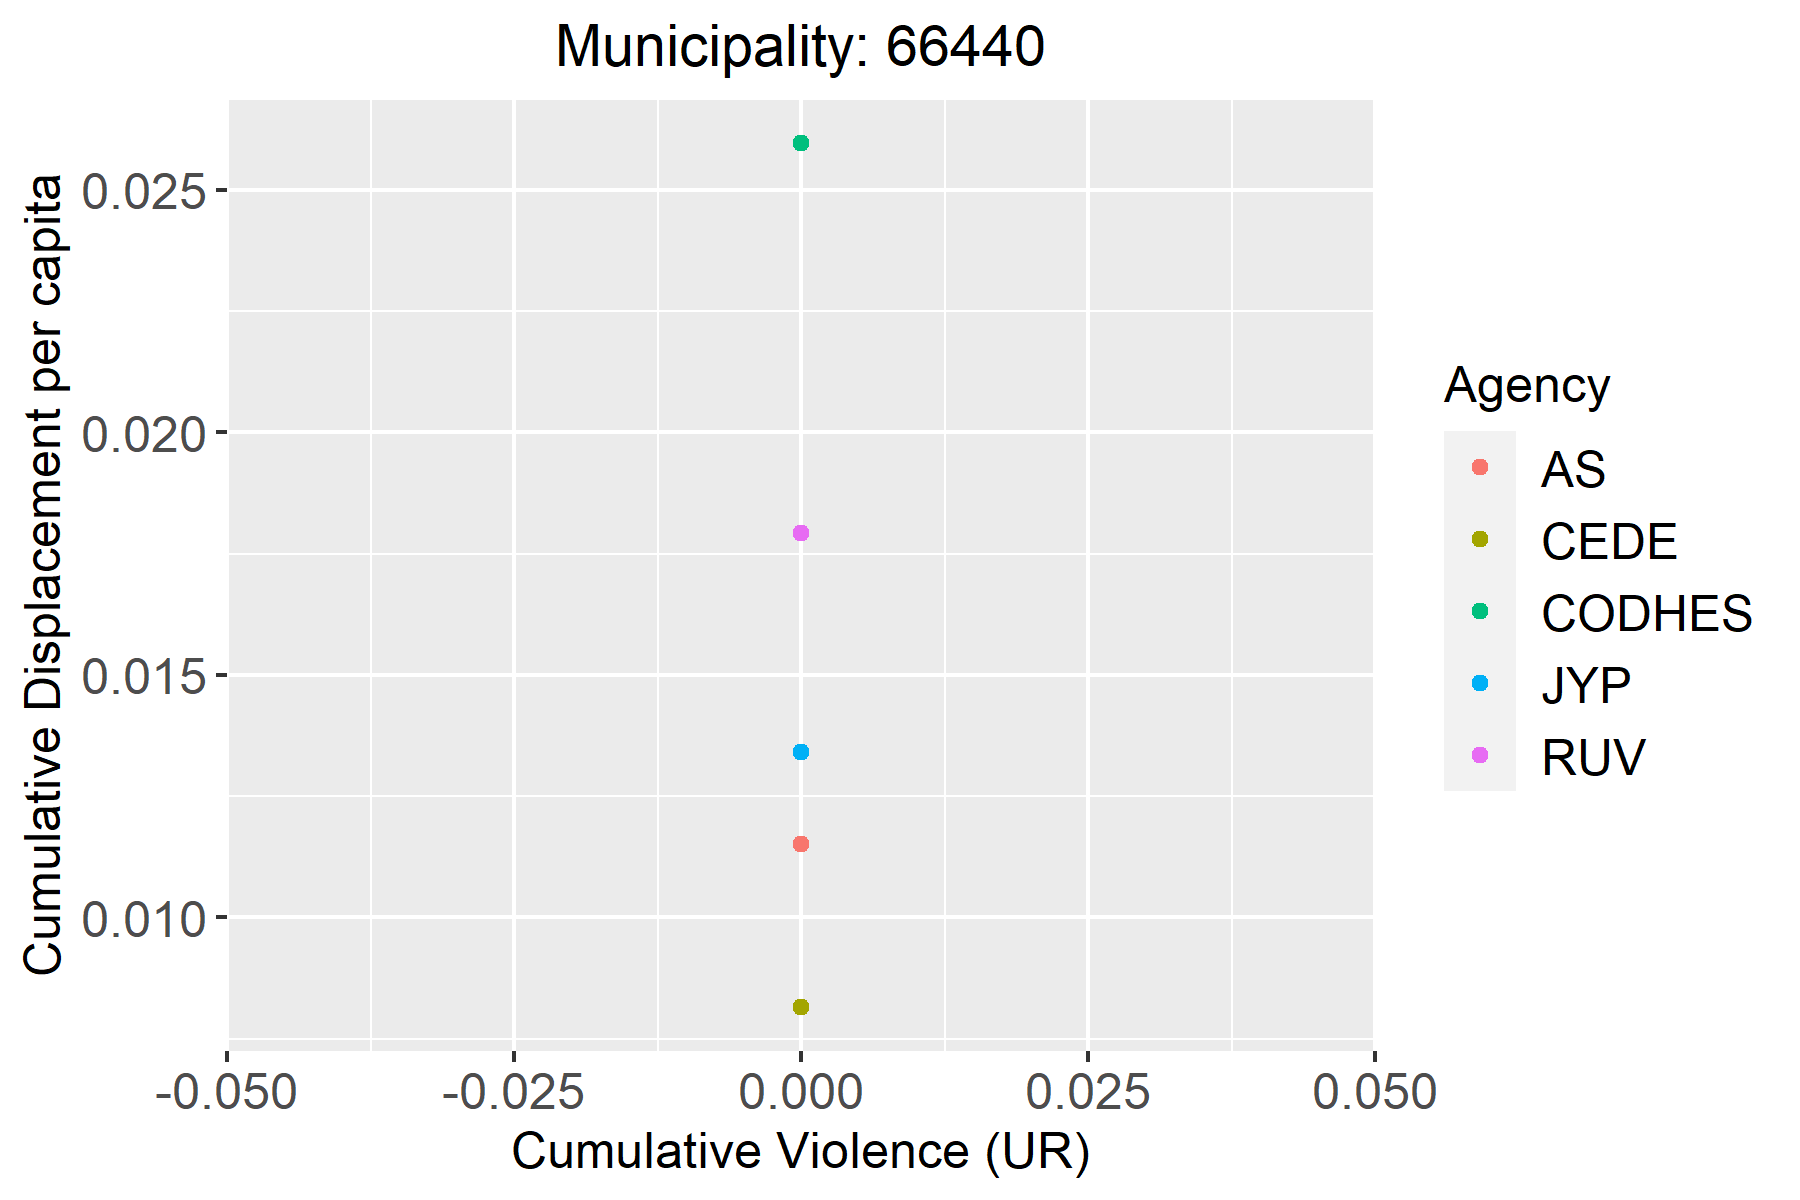 Municipality: 66440
Cumulative Displacement per capita
0.025
0.020
0.015
0.010
-0.050
-0.025
0.000
0.025
0.050
Cumulative Violence (UR)
Agency
AS
CEDE
CODHES
JYP
RUV